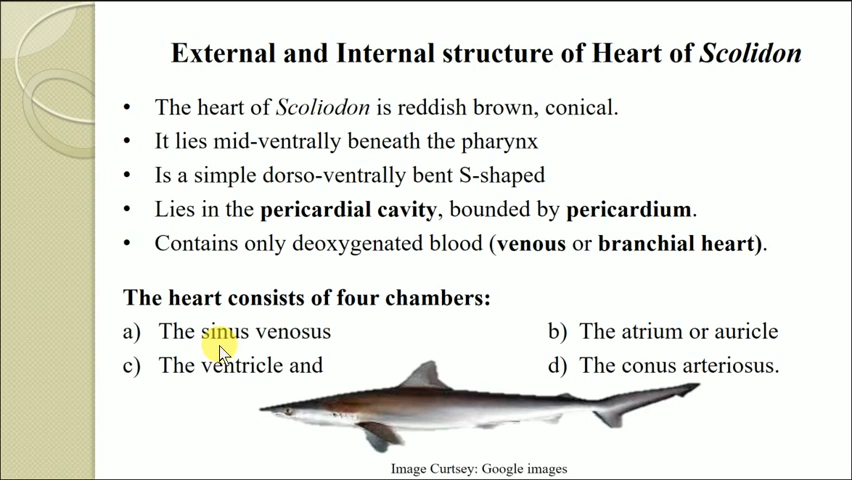 External and Internal structure of Heart of Scolidon
• The heart of Scoliodon is reddish brown, conical.
• It lies mid-ventrally beneath the pharynx
• Is a simple dorso-ventrally bent S-shaped
• Lies in the pericardial cavity, bounded by pericardium.
• Contains only deoxygenated blood (venous or branchial heart).
The heart consists of four chambers:
a) The sinus venosus b) The atrium or auricle
c) The ventricle and d) The conus arteriosus.
Image Curtsey: Google images